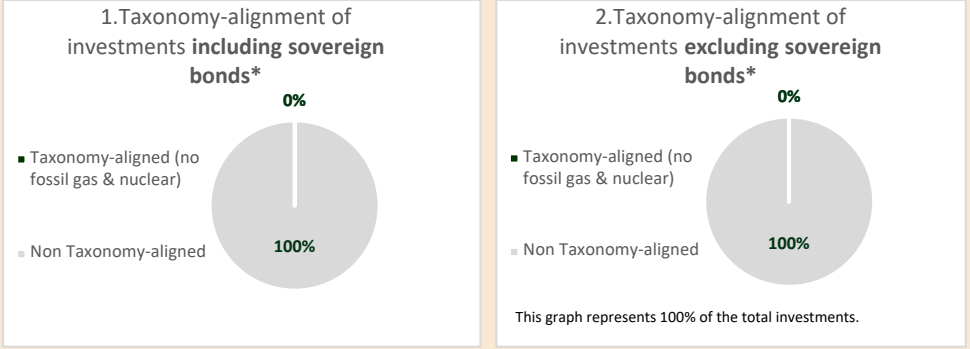 1.Taxonomy-alignment of
investments including sovereign
bonds*
0%
Taxonomy-aligned (no
fossil gas & nuclear)
Non Taxonomy-aligned
100%
2.Taxonomy-alignment of
investments excluding sovereign
bonds*
0%
Taxonomy-aligned (no
fossil gas & nuclear)
Non Taxonomy-aligned
100%
This graph represents 100% of the total investments.